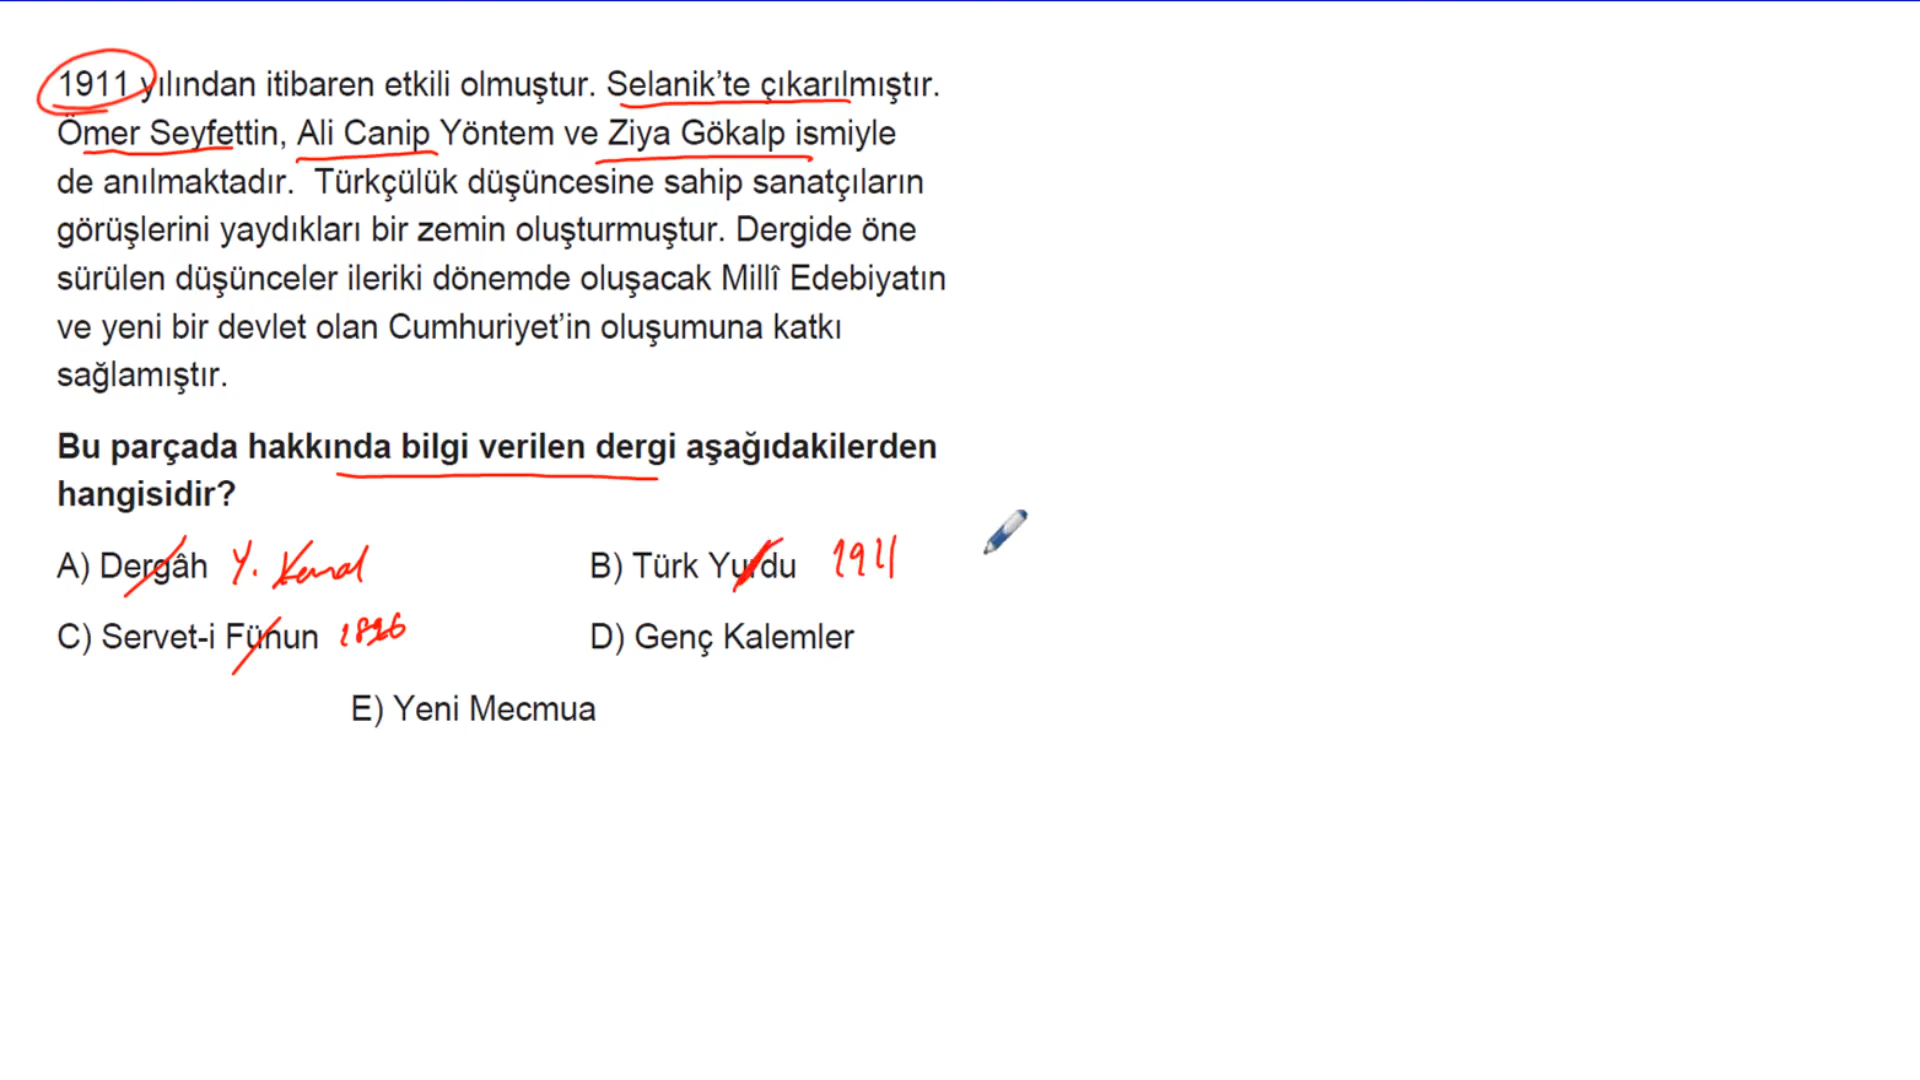 1911 yılından itibaren etkili olmuştur. Selanik’te çıkarılmıştır.
Ömer Seyfettin, Ali Canip Yöntem ve Ziya Gökalp ismiyle
de anılmaktadır. Türkçülük düşüncesine sahip sanatçıların
görüşlerini yaydıkları bir zemin oluşturmuştur. Dergide öne
sürülen düşünceler ileriki dönemde oluşacak Millî Edebiyatın
ve yeni bir devlet olan Cumhuriyet’in oluşumuna katkı
sağlamıştır.
Bu parçada hakkında bilgi verilen dergi aşağıdakilerden
hangisidir?
A) Dergâh Y. Kemal
B) Türk Yurdu 1911
C) Servet-i Fünun 1896
D) Genç Kalemler
E) Yeni Mecmua